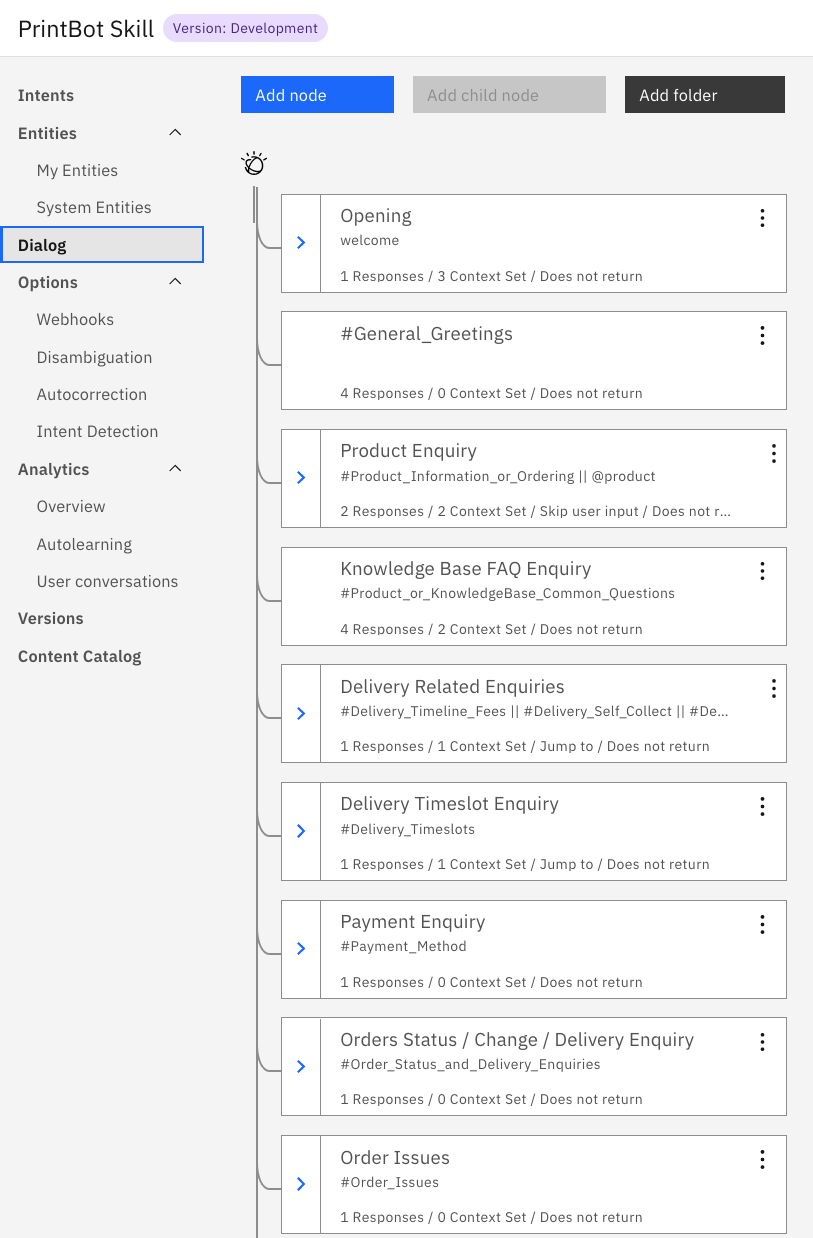 PrintBot Skill Version: Development
Intents
Entities
My Entities
System Entities
Dialog
Options
Webhooks
Disambiguation
Autocorrection
Intent Detection
Analytics
Overview
Autolearning
User conversations
Versions
Content Catalog
Add node
Add child node
Add folder
Opening
welcome
1 Responses / 3 Context Set / Does not return
#General_Greetings
4 Responses / 0 Context Set / Does not return
Product Enquiry
#Product_Information_or_Ordering || @product
2 Responses / 2 Context Set / Skip user input / Does not r...
Knowledge Base FAQ Enquiry
#Product_or_KnowledgeBase_Common_Questions
4 Responses / 2 Context Set / Does not return
Delivery Related Enquiries
#Delivery_Timeline_Fees || #Delivery_Self_Collect || #De...
1 Responses / 1 Context Set / Jump to / Does not return
Delivery Timeslot Enquiry
#Delivery_Timeslots
1 Responses / 1 Context Set / Jump to / Does not return
Payment Enquiry
#Payment_Method
1 Responses / 0 Context Set / Does not return
Orders Status / Change / Delivery Enquiry
#Order_Status_and_Delivery_Enquiries
1 Responses / 0 Context Set / Does not return
Order Issues
#Order_Issues
1 Responses / 0 Context Set / Does not return